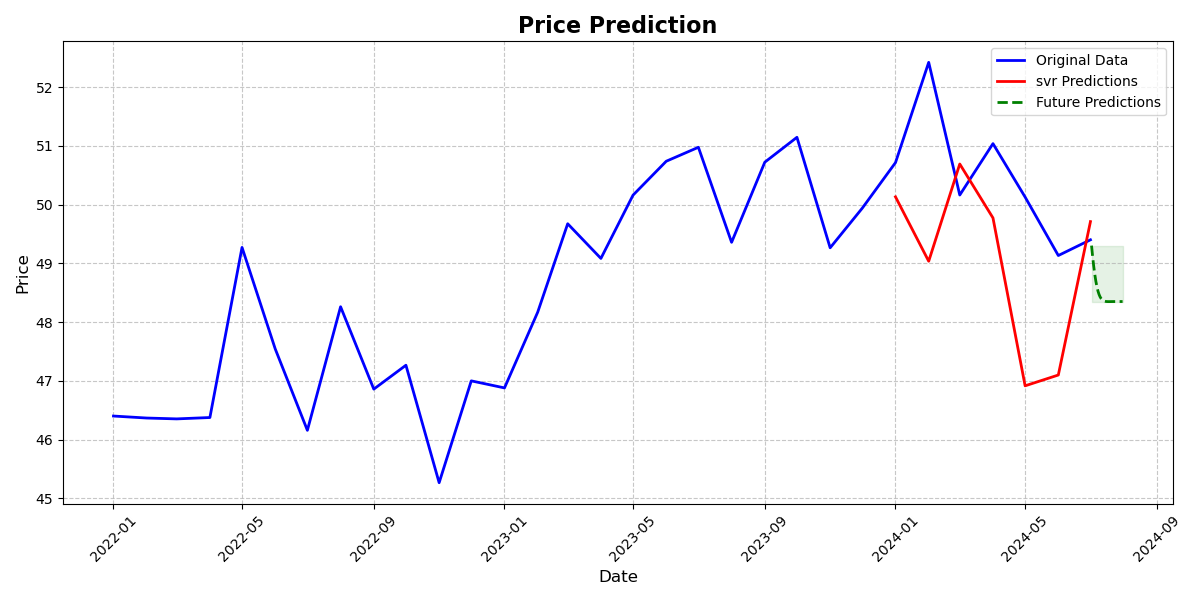 Price Prediction
Original Data
svr Predictions
Future Predictions
Price
52
51
50
49
48
47
46
45
2022-01
2022-05
2022-09
2023-01
2023-05
2023-09
2024-01
2024-05
2024-09
Date